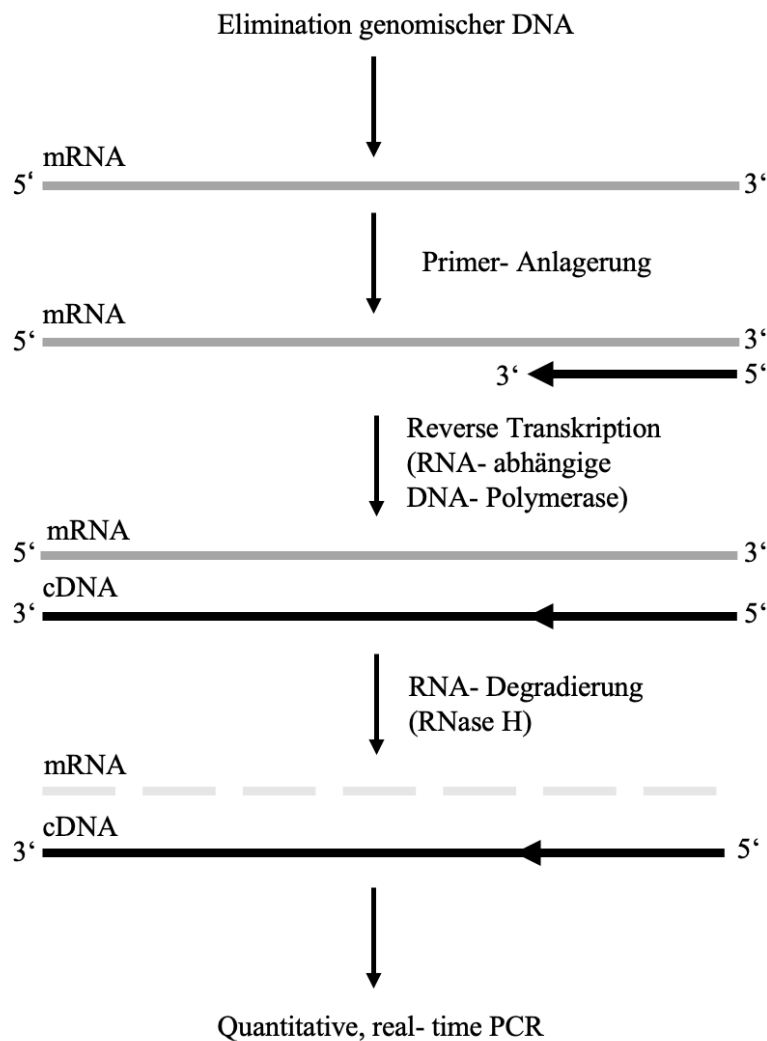 Elimination genomischer DNA
mRNA
5‘ 3‘
Primer- Anlagerung
mRNA
5‘ 3‘
3‘ 5‘
Reverse Transkription
(RNA- abhängige
DNA- Polymerase)
mRNA
5‘ 3‘
cDNA
3‘ 5‘
RNA- Degradierung
(RNase H)
mRNA
cDNA
3‘ 5‘
Quantitative, real- time PCR